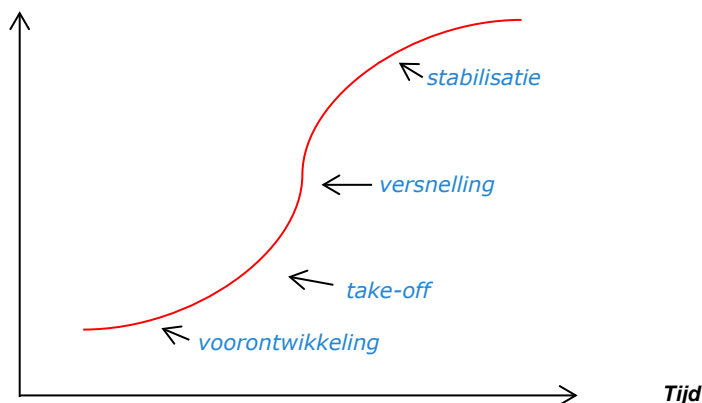 stabilisatie
versnelling
take-off
voorontwikkeling
Tijd